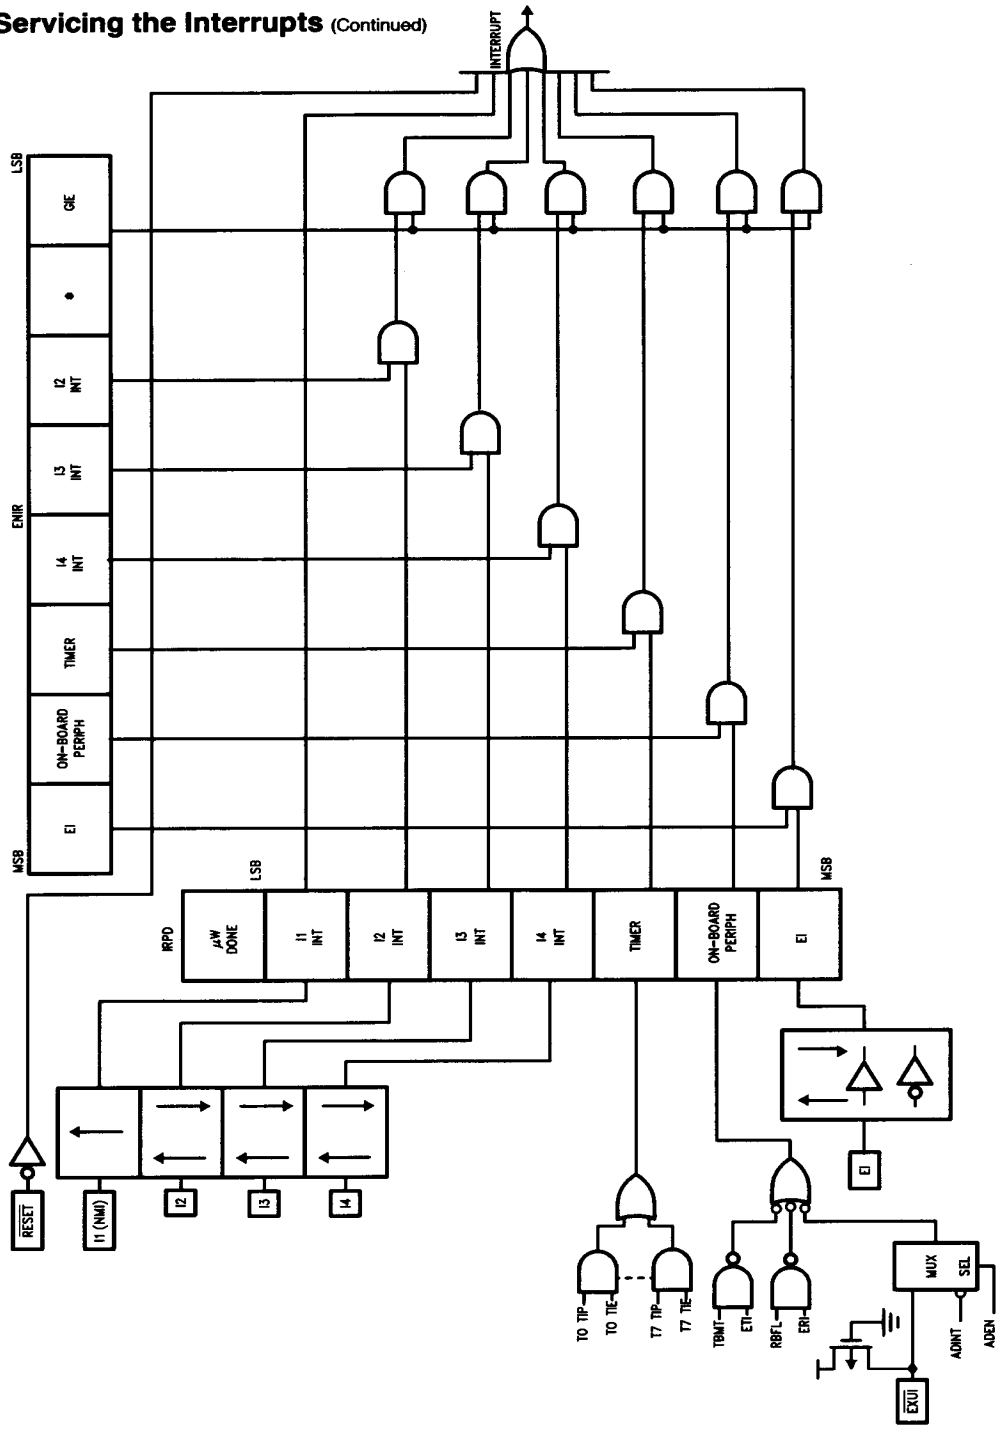 Servicing the Interrupts (Continued)
INTERRUPT
LSB
GIE
*
I2
INT
I3
INT
ENIR
I4
INT
TIMER
ON-BOARD
PERIPH
EI
MSB
LSB
MSB
IRPD
μW
DONE
I1
INT
I2
INT
I3
INT
I4
INT
TIMER
ON-BOARD
PERIPH
EI
RESET
I1 (NMI)
I2
I3
I4
EI
T0 TIP
T0 TIE
T7 TIP
T7 TIE
TBMT
ETI
RBFL
ERI
MUX
SEL
ADINT
ADEN
EXUI